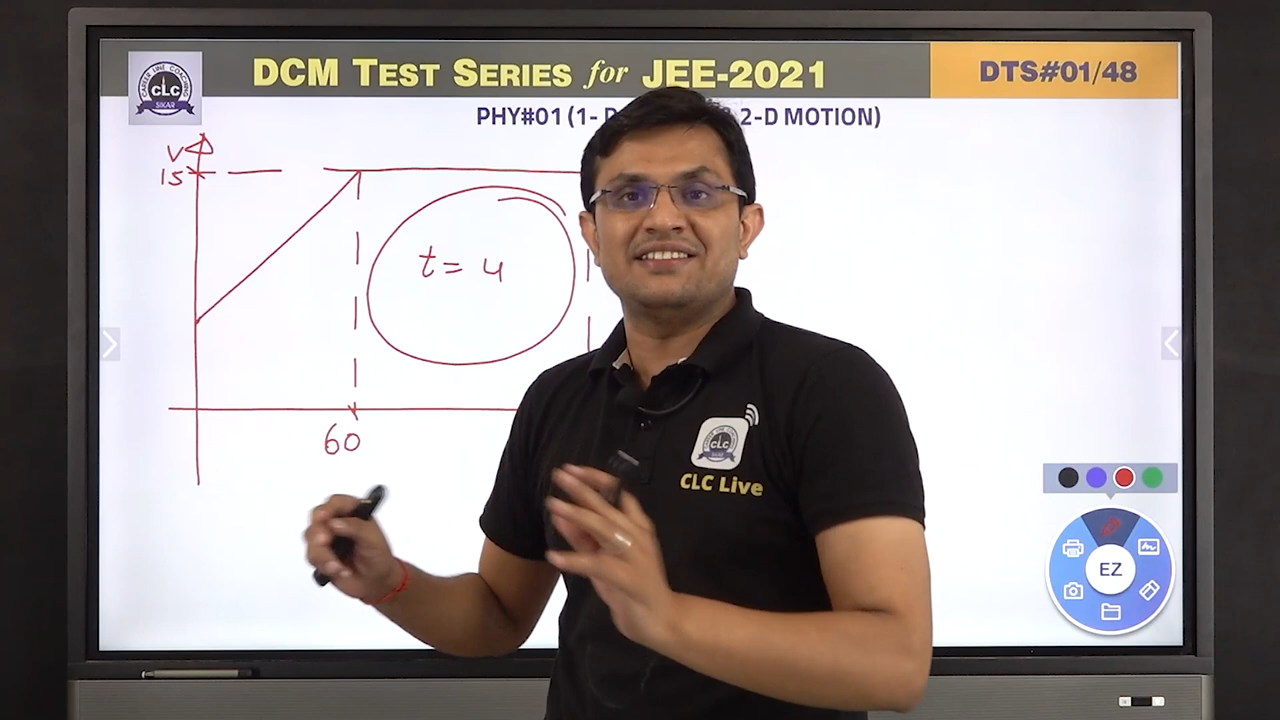 DCM TEST SERIES for JEE-2021
DTS#01/48
CAREER LINE COACHING
CLC
SIKAR
PHY#01 (1- D 2-D MOTION)
V
15
t = 4
60
CLC
CLC Live
EZ